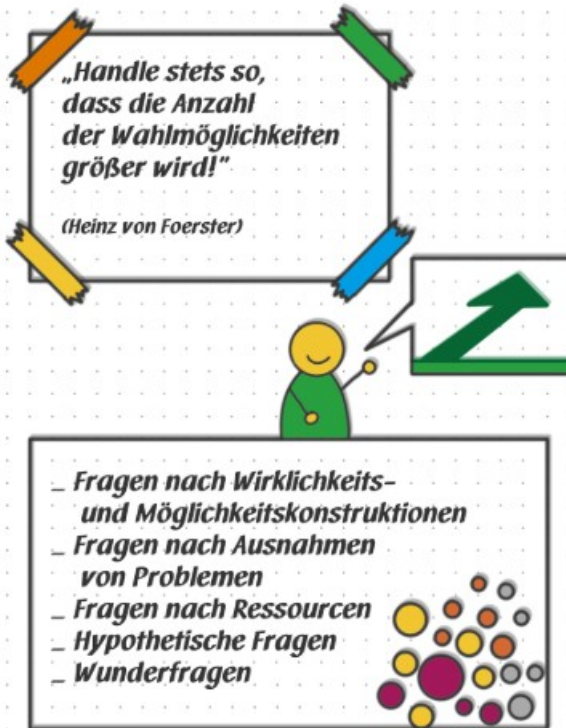 „Handle stets so,
dass die Anzahl
der Wahlmöglichkeiten
größer wird!”
(Heinz von Foerster)
_ Fragen nach Wirklichkeits-
und Möglichkeitskonstruktionen
_ Fragen nach Ausnahmen
von Problemen
_ Fragen nach Ressourcen
_ Hypothetische Fragen
_ Wunderfragen